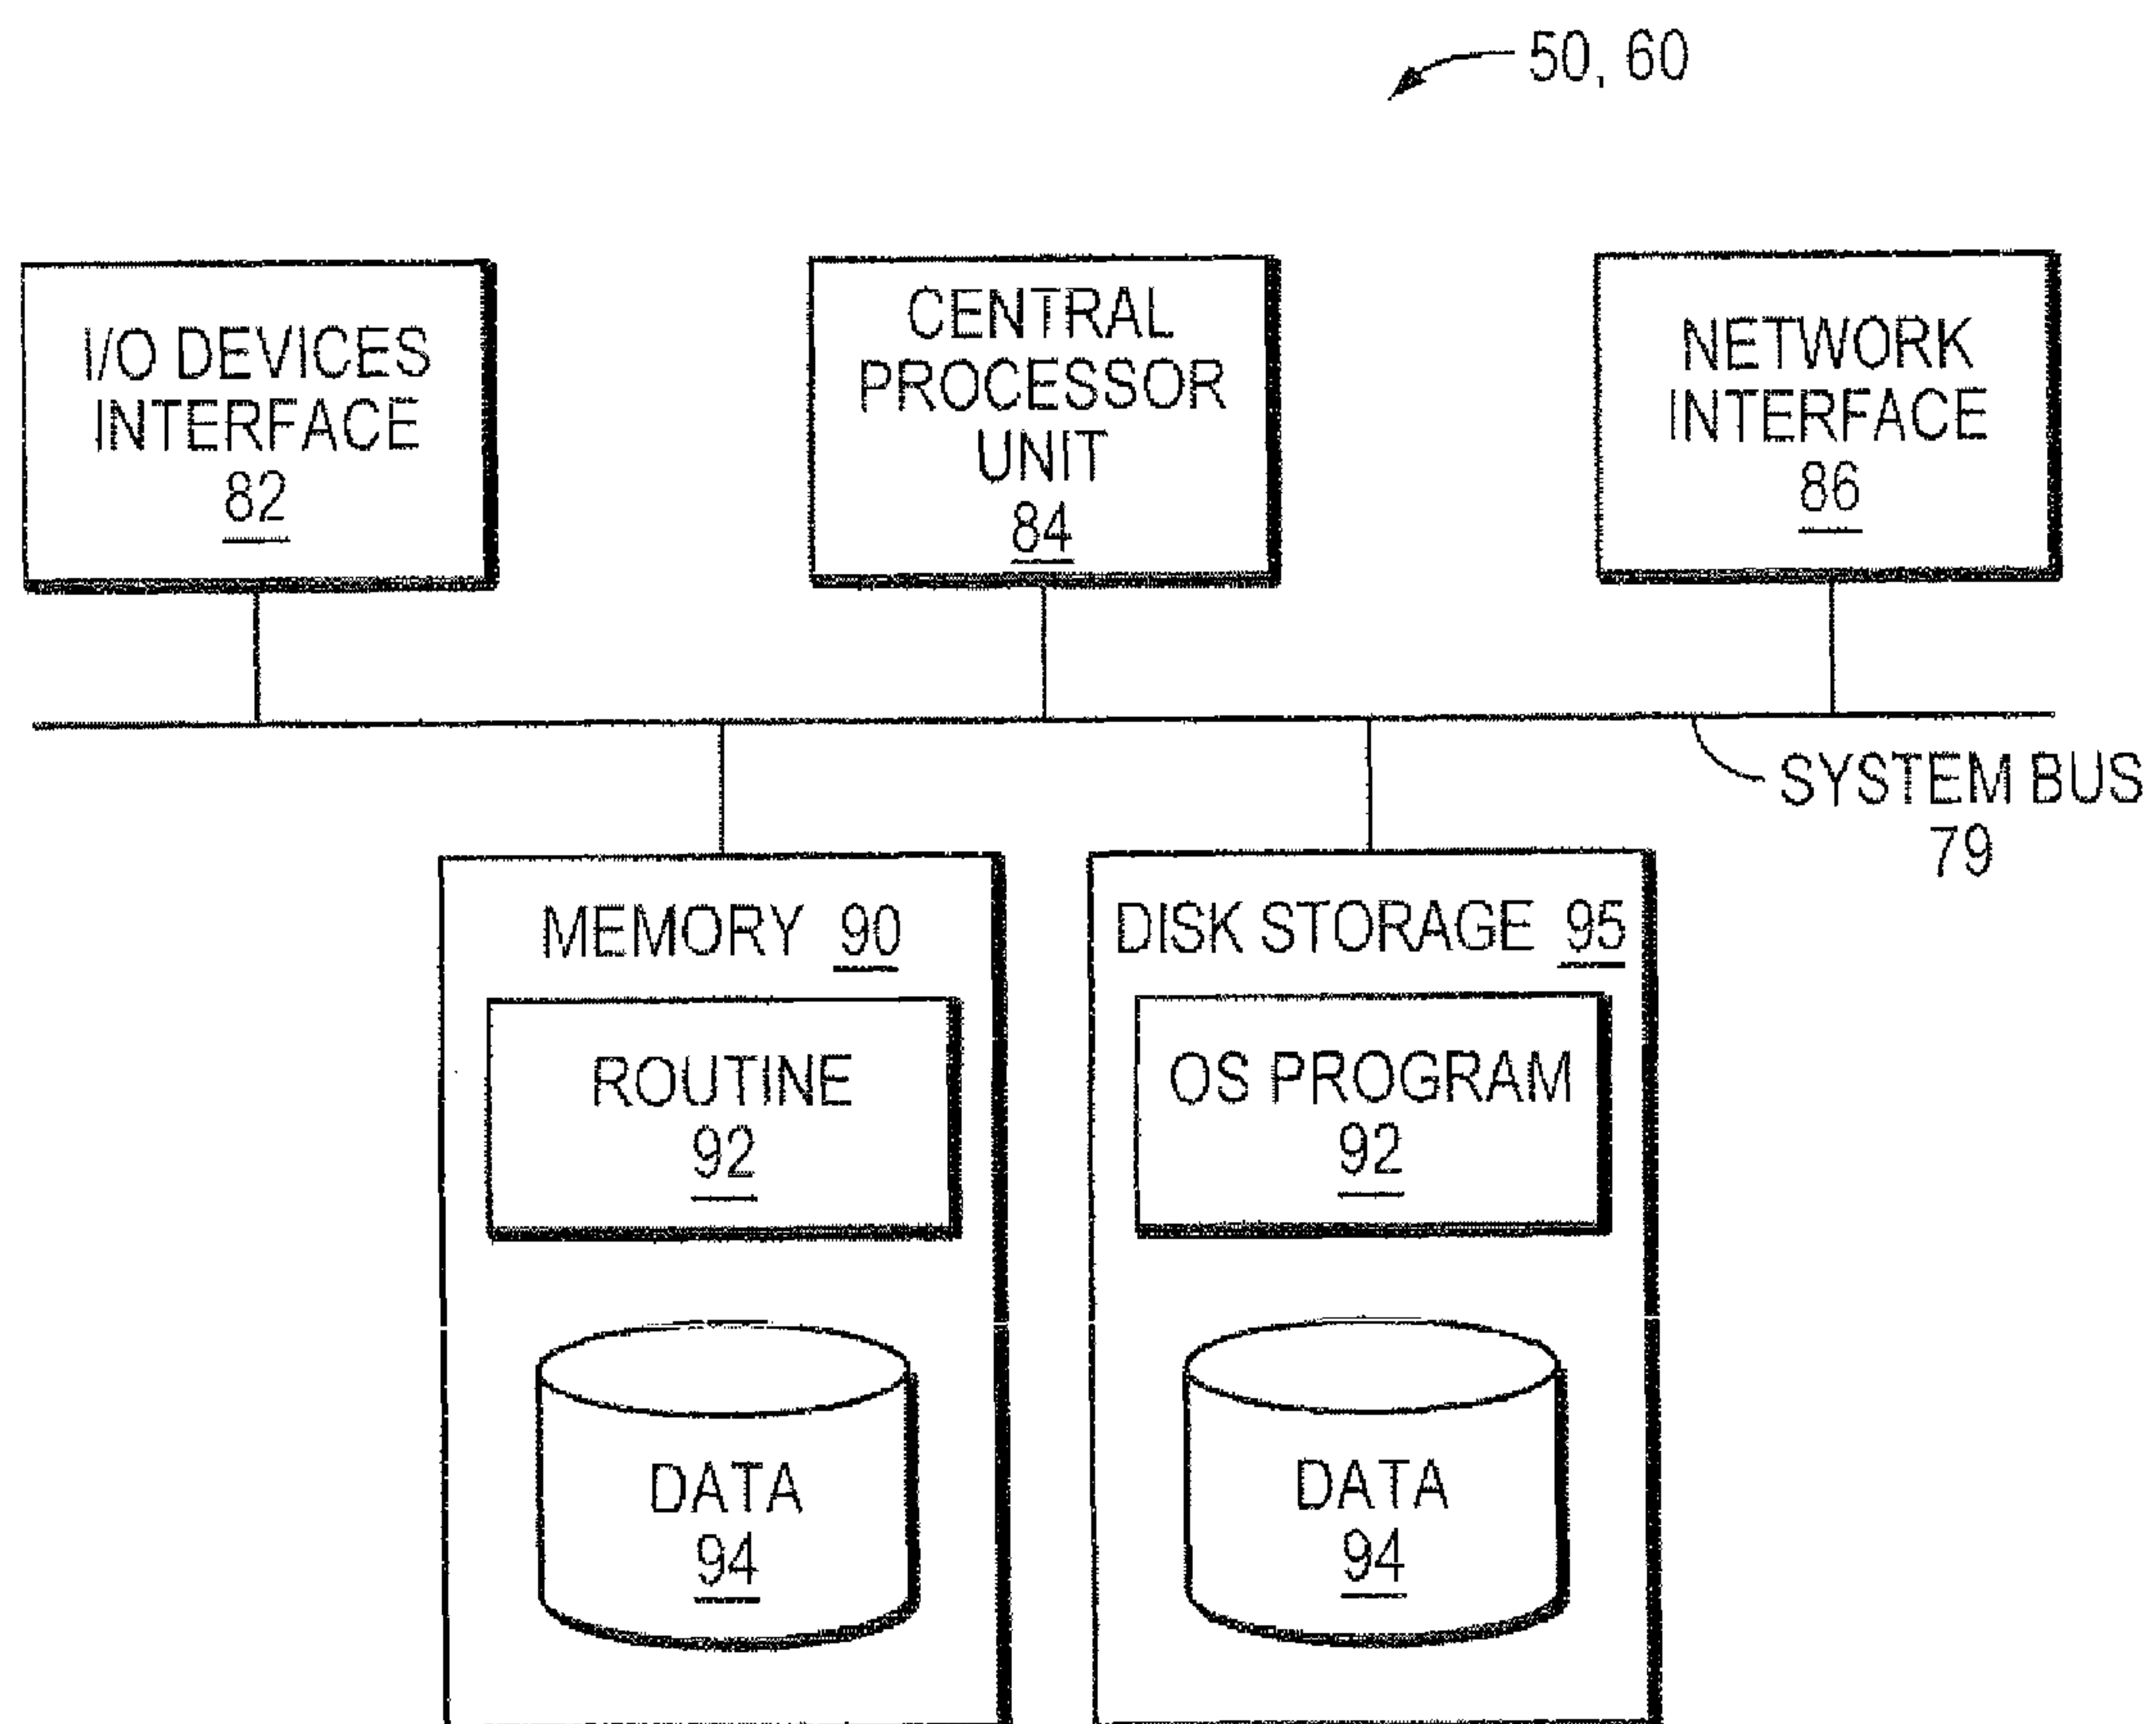 50, 60
I/O DEVICES
INTERFACE
82
CENTRAL
PROCESSOR
UNIT
84
NETWORK
INTERFACE
86
SYSTEM BUS
79
MEMORY 90
ROUTINE
92
DATA
94
DISK STORAGE 95
OS PROGRAM
92
DATA
94